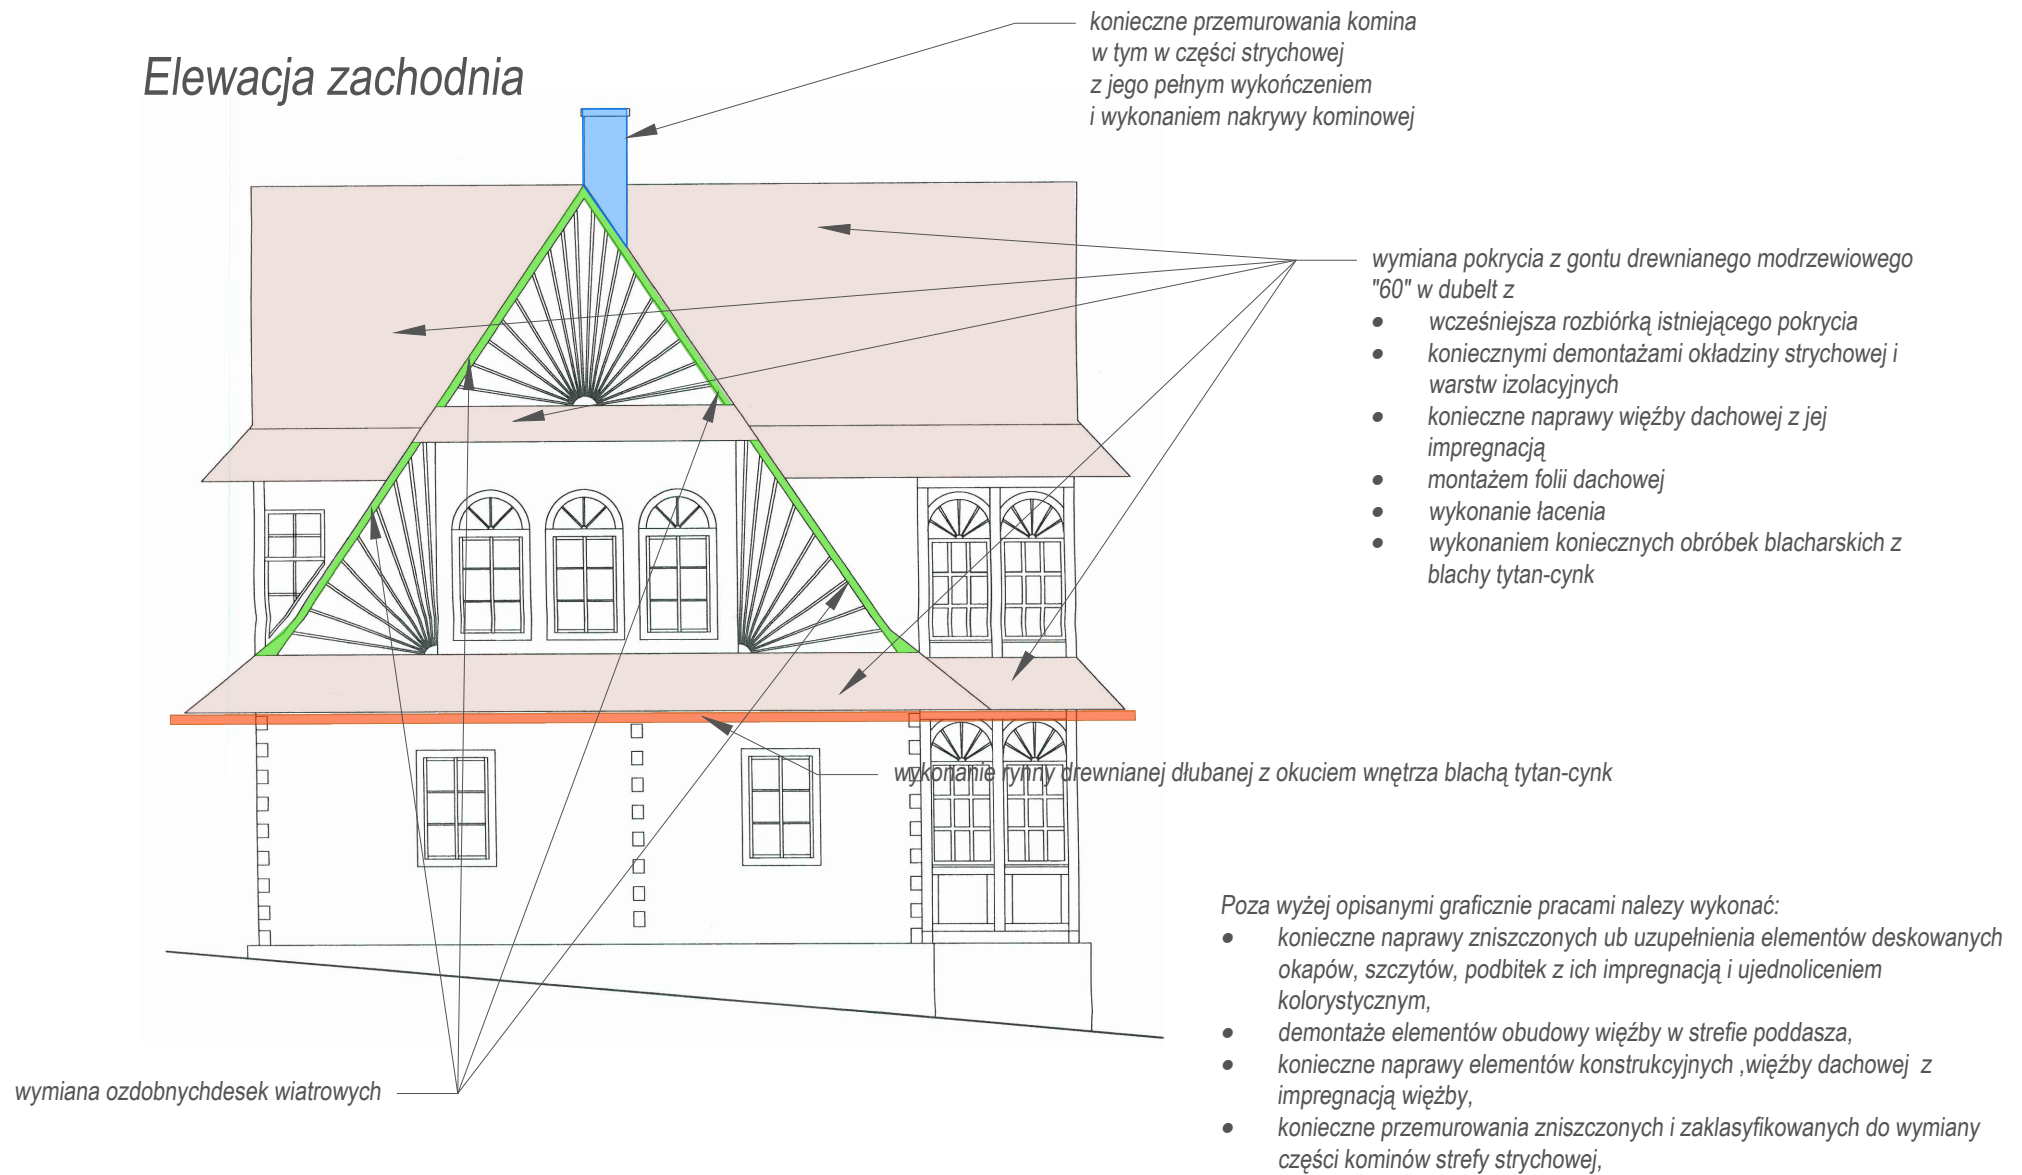 Elewacja zachodnia
konieczne przemurowania komina
w tym w części strychowej
z jego pełnym wykończeniem
i wykonaniem nakrywy kominowej
wymiana pokrycia z gontu drewnianego modrzewiowego
"60" w dubelt z
• wcześniejsza rozbiórką istniejącego pokrycia
• koniecznymi demontażami okładziny strychowej i
warstw izolacyjnych
• konieczne naprawy więźby dachowej z jej
impregnacją
• montażem folii dachowej
• wykonanie łacenia
• wykonaniem koniecznych obróbek blacharskich z
blachy tytan-cynk
wykonanie rynny drewnianej dłubanej z okuciem wnętrza blachą tytan-cynk
Poza wyżej opisanymi graficznie pracami nalezy wykonać:
• konieczne naprawy zniszczonych ub uzupełnienia elementów deskowanych
okapów, szczytów, podbitek z ich impregnacją i ujednoliceniem
kolorystycznym,
• demontaże elementów obudowy więźby w strefie poddasza,
• konieczne naprawy elementów konstrukcyjnych ,więźby dachowej z
impregnacją więżby,
• konieczne przemurowania zniszczonych i zaklasyfikowanych do wymiany
części kominów strefy strychowej,
wymiana ozdobnychdesek wiatrowych